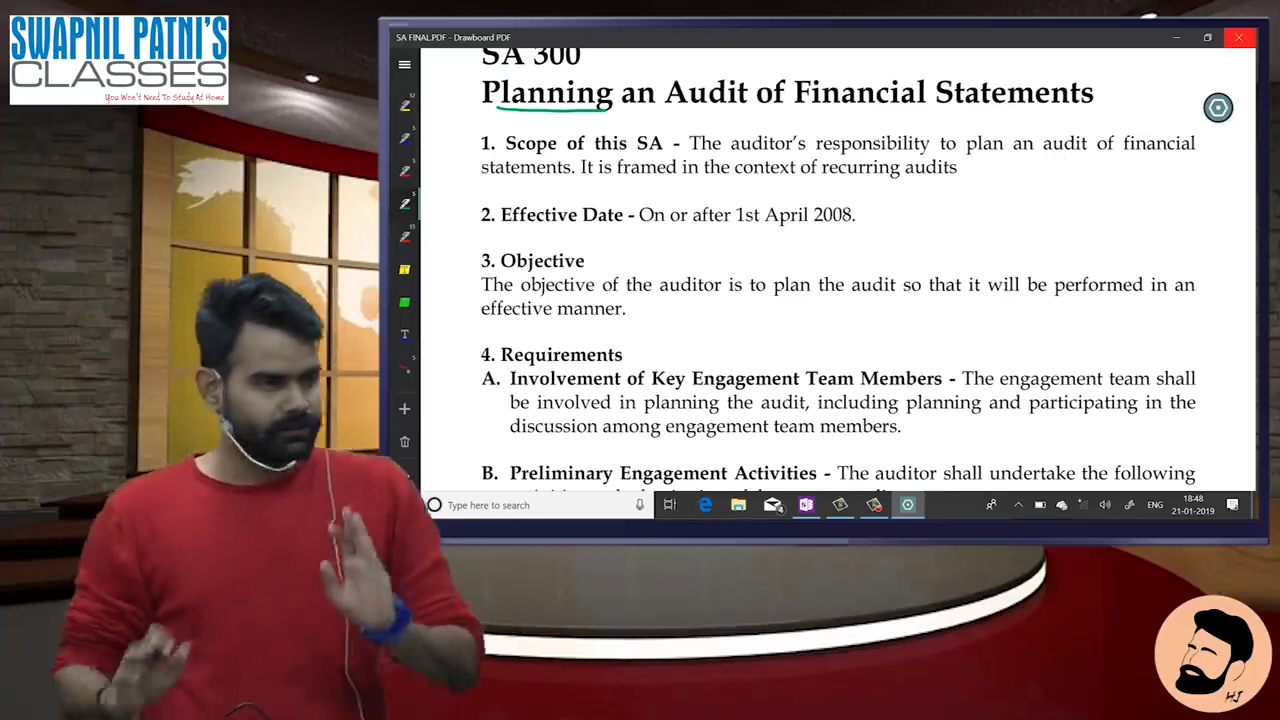 SWAPNIL PATNI'S
CLASSES
You Won't Need To Study At Home
SA FINAL.PDF - Drawboard PDF
SA 300
Planning an Audit of Financial Statements
1. Scope of this SA - The auditor's responsibility to plan an audit of financial
statements. It is framed in the context of recurring audits
2. Effective Date - On or after 1st April 2008.
3. Objective
The objective of the auditor is to plan the audit so that it will be performed in an
effective manner.
4. Requirements
A. Involvement of Key Engagement Team Members - The engagement team shall
be involved in planning the audit, including planning and participating in the
discussion among engagement team members.
B. Preliminary Engagement Activities - The auditor shall undertake the following
Type here to search
ENG
18:48
21-01-2019
HJ